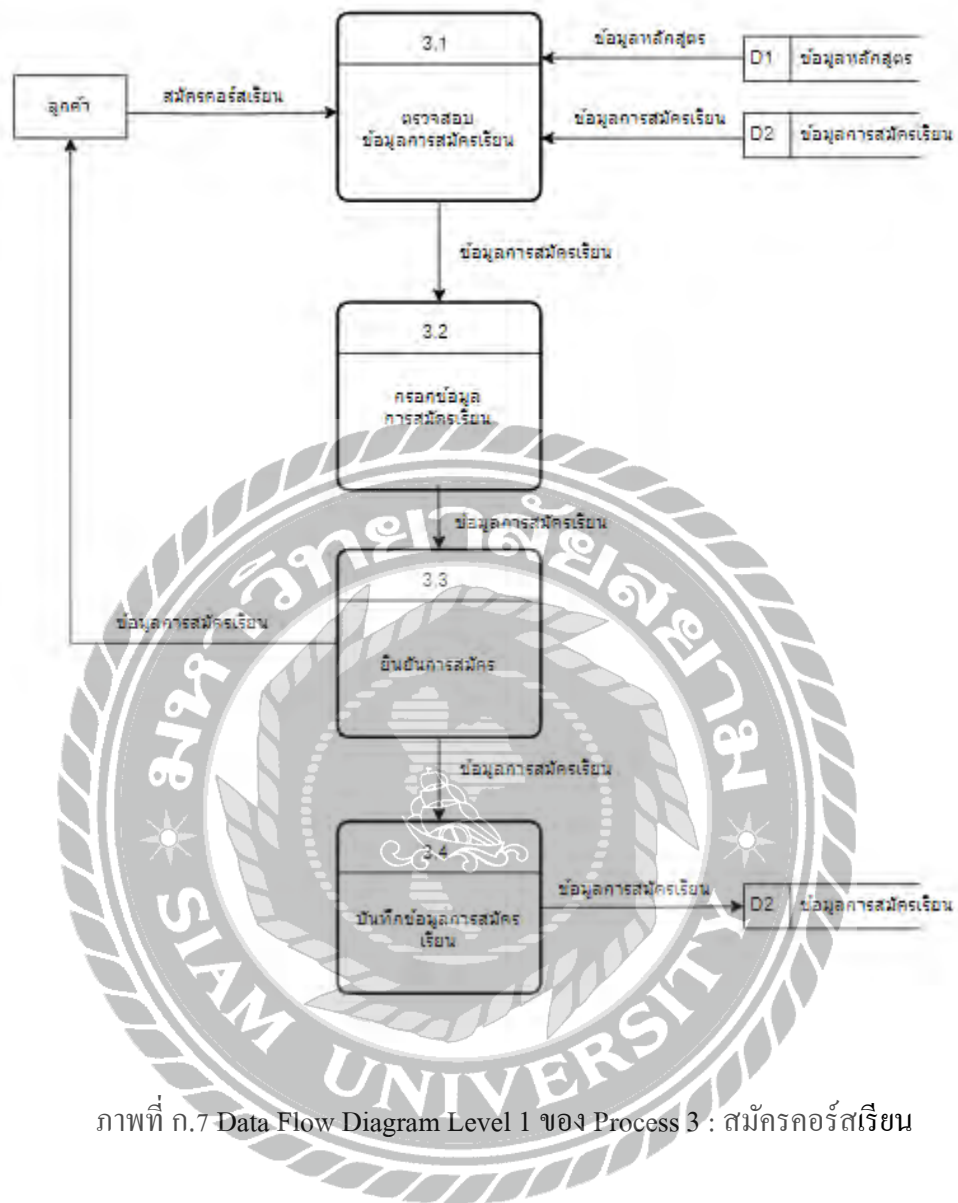 3.1
ข้อมูลหลักสูตร
D1 ข้อมูลหลักสูตร
ลูกค้า
สมัครคอร์สเรียน
ตรวจสอบ
ข้อมูลการสมัครเรียน
ข้อมูลการสมัครเรียน
D2 ข้อมูลการสมัครเรียน
ข้อมูลการสมัครเรียน
3.2
กรอกข้อมูล
การสมัครเรียน
ข้อมูลการสมัครเรียน
3.3
ข้อมูลการสมัครเรียน
ยืนยันการสมัคร
ข้อมูลการสมัครเรียน
3.4
บันทึกข้อมูลการสมัคร
เรียน
ข้อมูลการสมัครเรียน
D2 ข้อมูลการสมัครเรียน
มหาวิทยาลัยสยาม
SIAM UNIVERSITY
ภาพที่ ก.7 Data Flow Diagram Level 1 ของ Process 3 : สมัครคอร์สเรียน